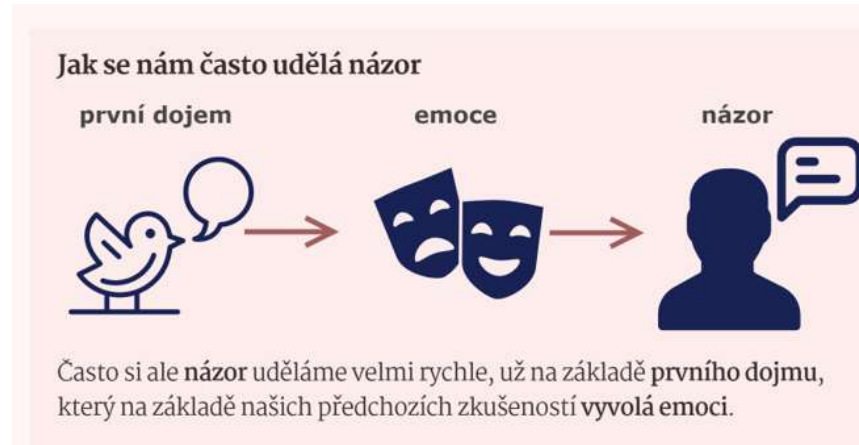 Jak se nám často udělá názor
první dojem emoce názor
Často si ale názor uděláme velmi rychle, už na základě prvního dojmu,
který na základě našich předchozích zkušeností vyvolá emoci.